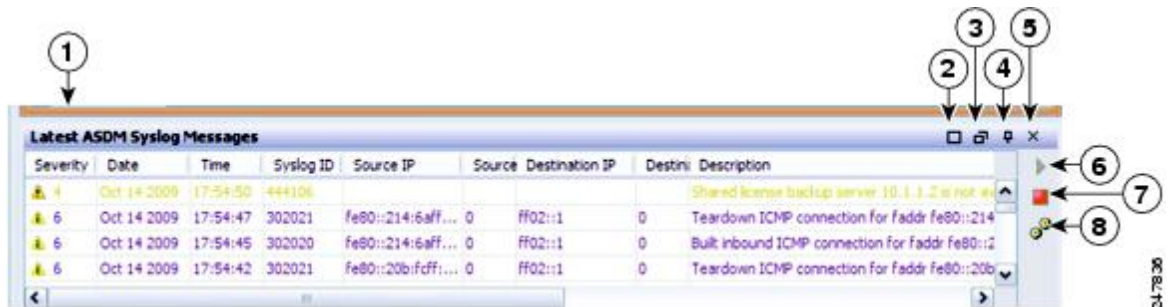 3 5
1 2 4
Latest ASDM Syslog Messages
Severity Date Time Syslog ID Source IP Source Destination IP Destin Description
4 Oct 14 2009 17:54:50 444106 Shared license backup server 10.1.1.2 is not av
6 Oct 14 2009 17:54:47 302021 fe80::214:6aff... 0 ff02::1 0 Teardown ICMP connection for faddr fe80::214
6 Oct 14 2009 17:54:45 302020 fe80::214:6aff... 0 ff02::1 0 Built inbound ICMP connection for faddr fe80::2
6 Oct 14 2009 17:54:42 302021 fe80::20b:fcff:... 0 ff02::1 0 Teardown ICMP connection for faddr fe80::20b
6
7
8
247836